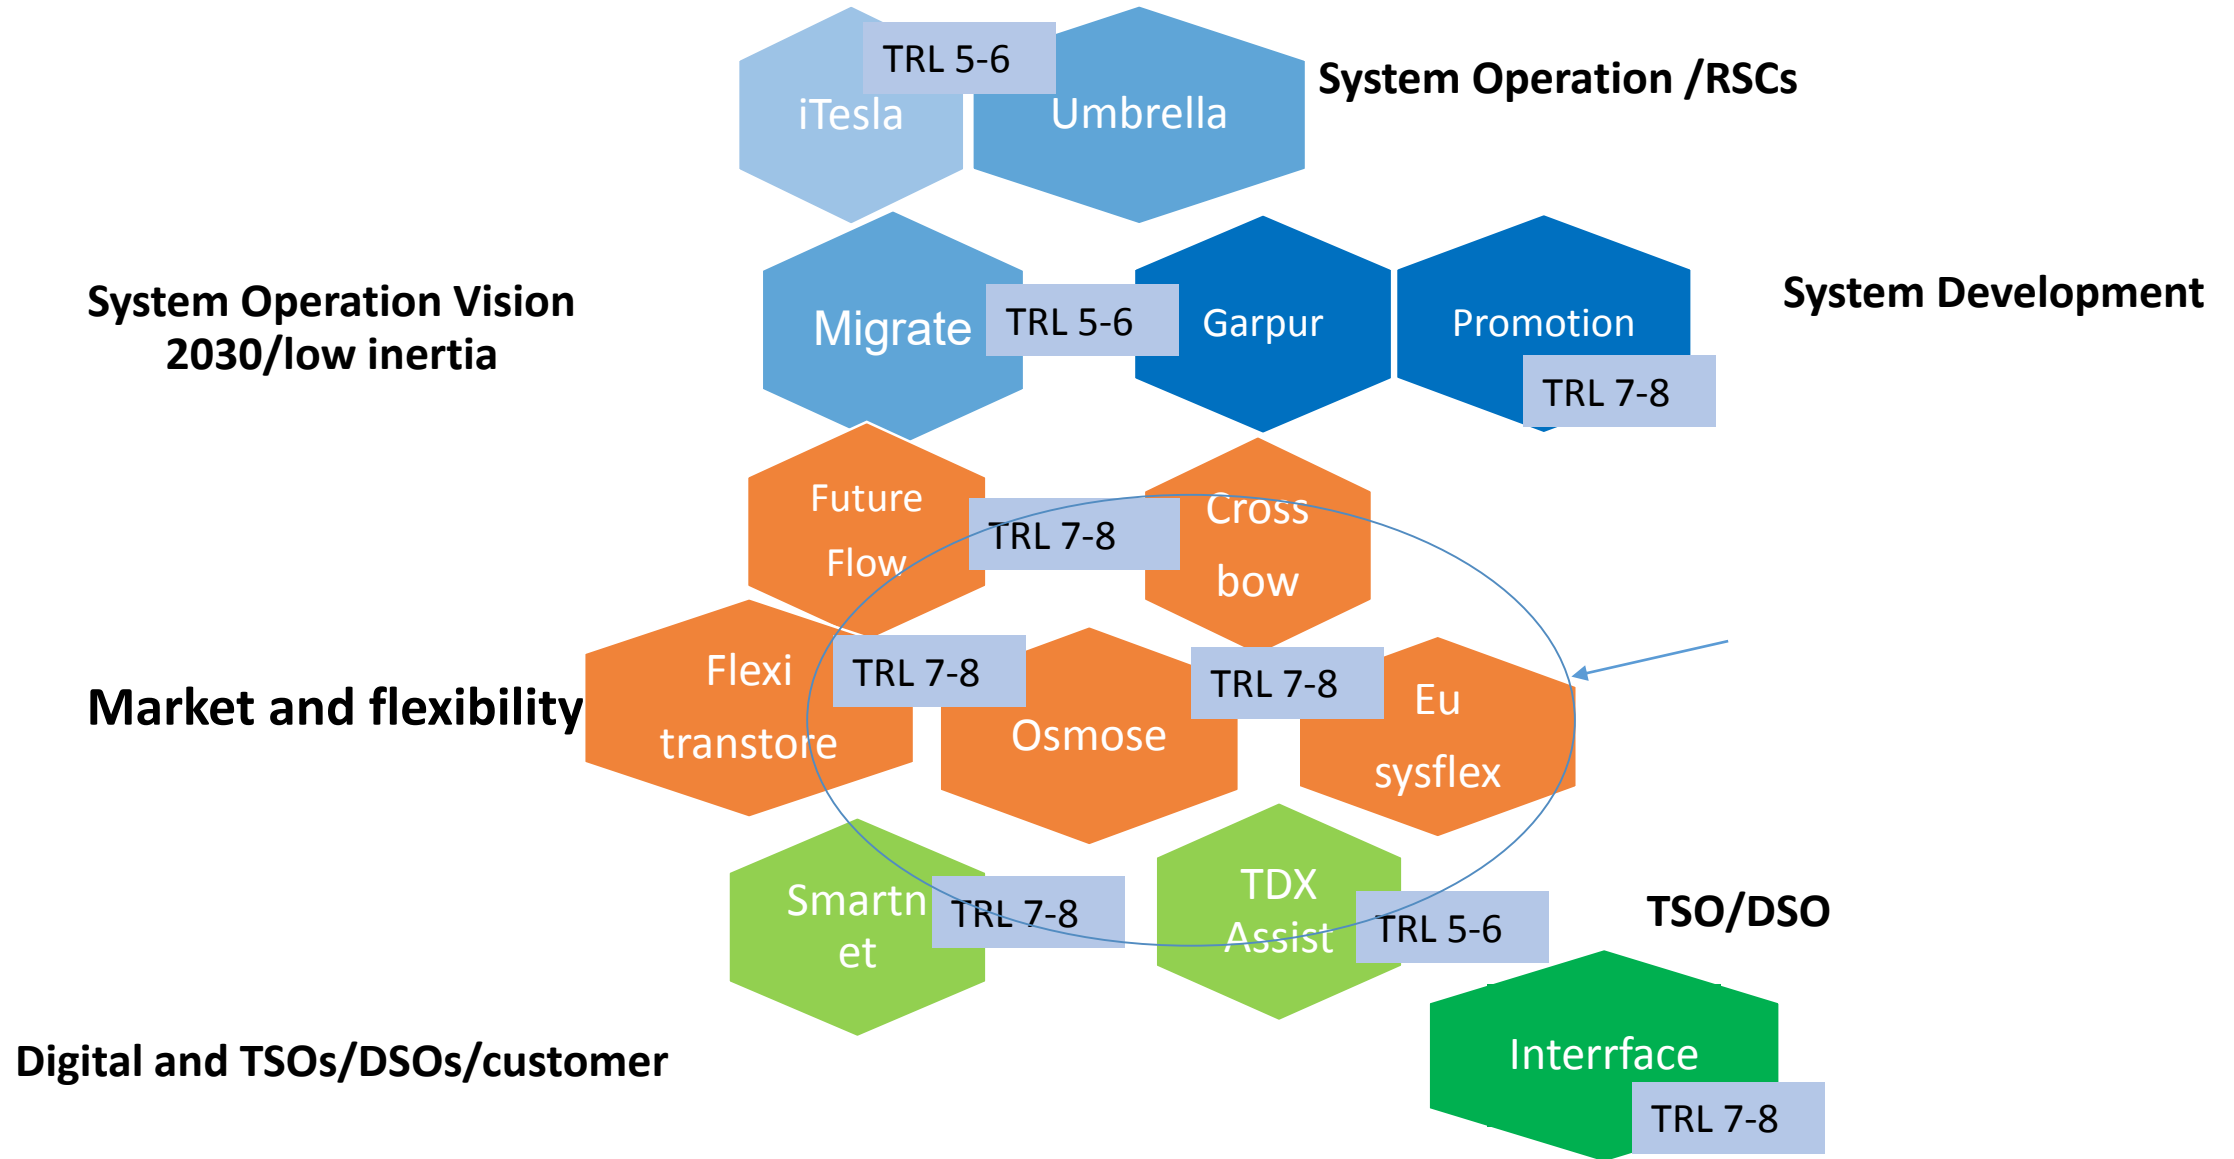 TRL 5-6
iTesla
Umbrella
System Operation /RSCs
System Operation Vision
2030/low inertia
Migrate
TRL 5-6
Garpur
Promotion
TRL 7-8
System Development
Future
Flow
TRL 7-8
Cross
bow
Market and flexibility
Flexi
transtore
TRL 7-8
Osmose
TRL 7-8
Eu
sysflex
Smartn
et
TRL 7-8
TDX
Assist
TRL 5-6
TSO/DSO
Digital and TSOs/DSOs/customer
Interrface
TRL 7-8